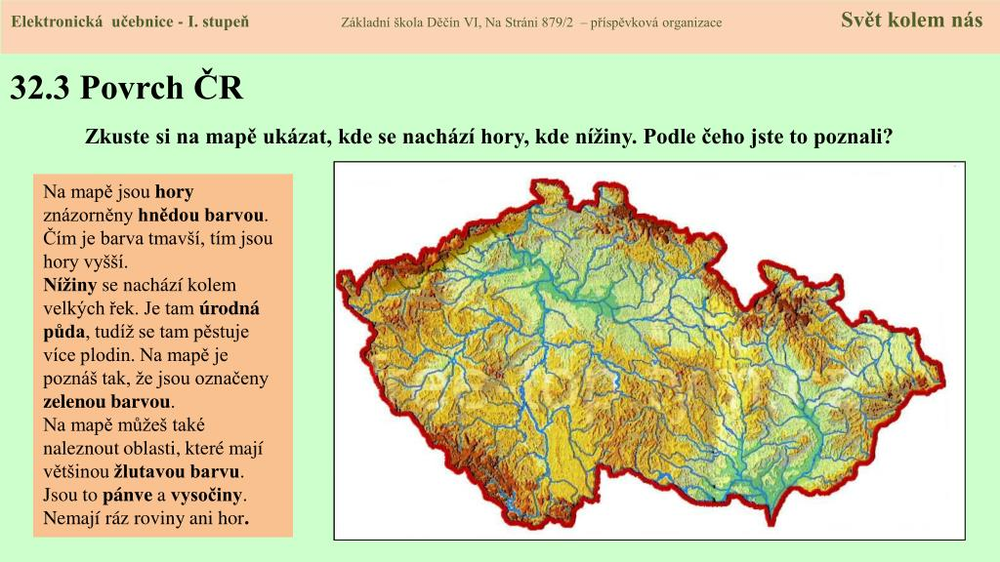 Elektronická učebnice - I. stupeň
Základní škola Děčín VI, Na Stráni 879/2 – příspěvková organizace
Svět kolem nás
32.3 Povrch ČR
Zkuste si na mapě ukázat, kde se nachází hory, kde nížiny. Podle čeho jste to poznali?
Na mapě jsou hory
znázorněny hnědou barvou.
Čím je barva tmavší, tím jsou
hory vyšší.
Nížiny se nachází kolem
velkých řek. Je tam úrodná
půda, tudíž se tam pěstuje
více plodin. Na mapě je
poznáš tak, že jsou označeny
zelenou barvou.
Na mapě můžeš také
naleznout oblasti, které mají
většinou žlutavou barvu.
Jsou to pánve a vysočiny.
Nemají ráz roviny ani hor.